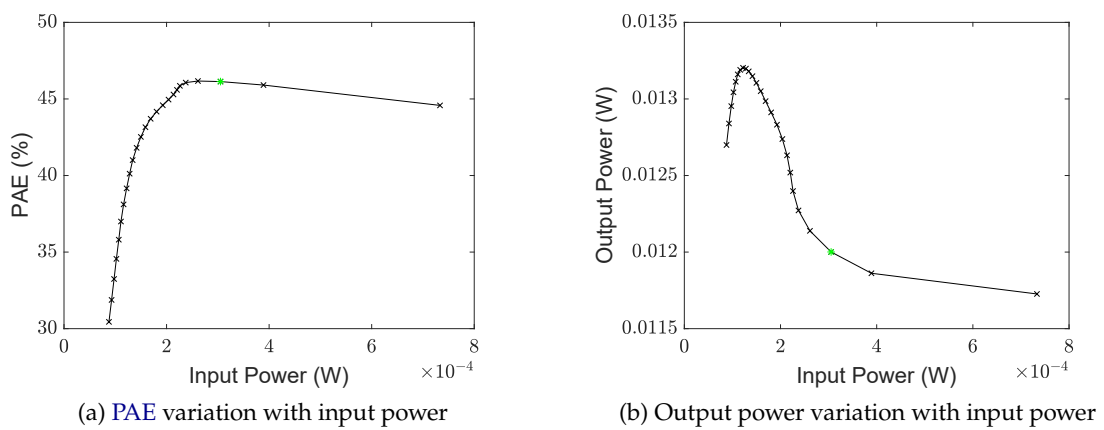 50
45
40
35
30
PAE (%)
0 2 4 6 8
×10⁻⁴
Input Power (W)
(a) PAE variation with input power
0.0135
0.013
0.0125
0.012
0.0115
Output Power (W)
0 2 4 6 8
×10⁻⁴
Input Power (W)
(b) Output power variation with input power